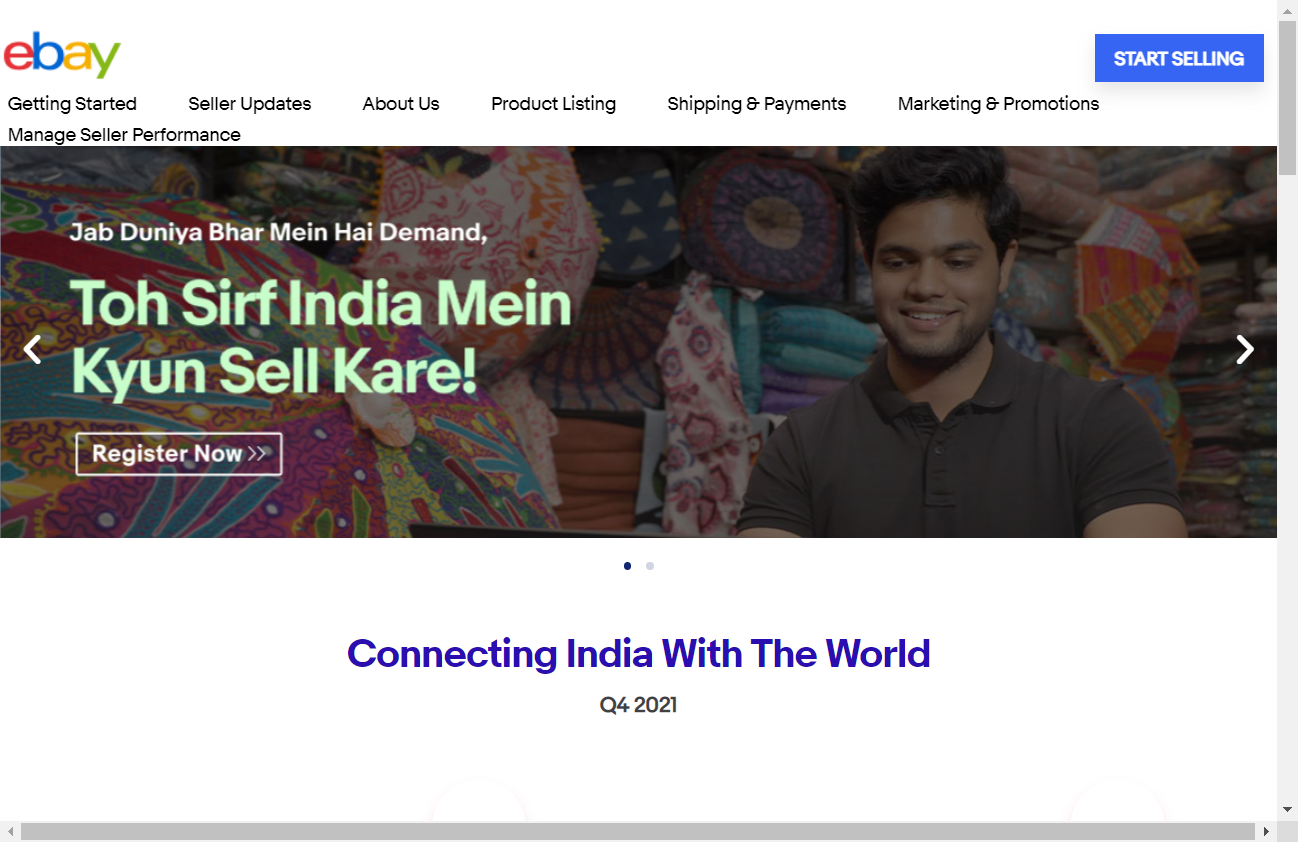 ebay
START SELLING
Getting Started Seller Updates About Us Product Listing Shipping & Payments Marketing & Promotions
Manage Seller Performance
Jab Duniya Bhar Mein Hai Demand,
Toh Sirf India Mein
Kyun Sell Kare!
Register Now
Connecting India With The World
Q4 2021